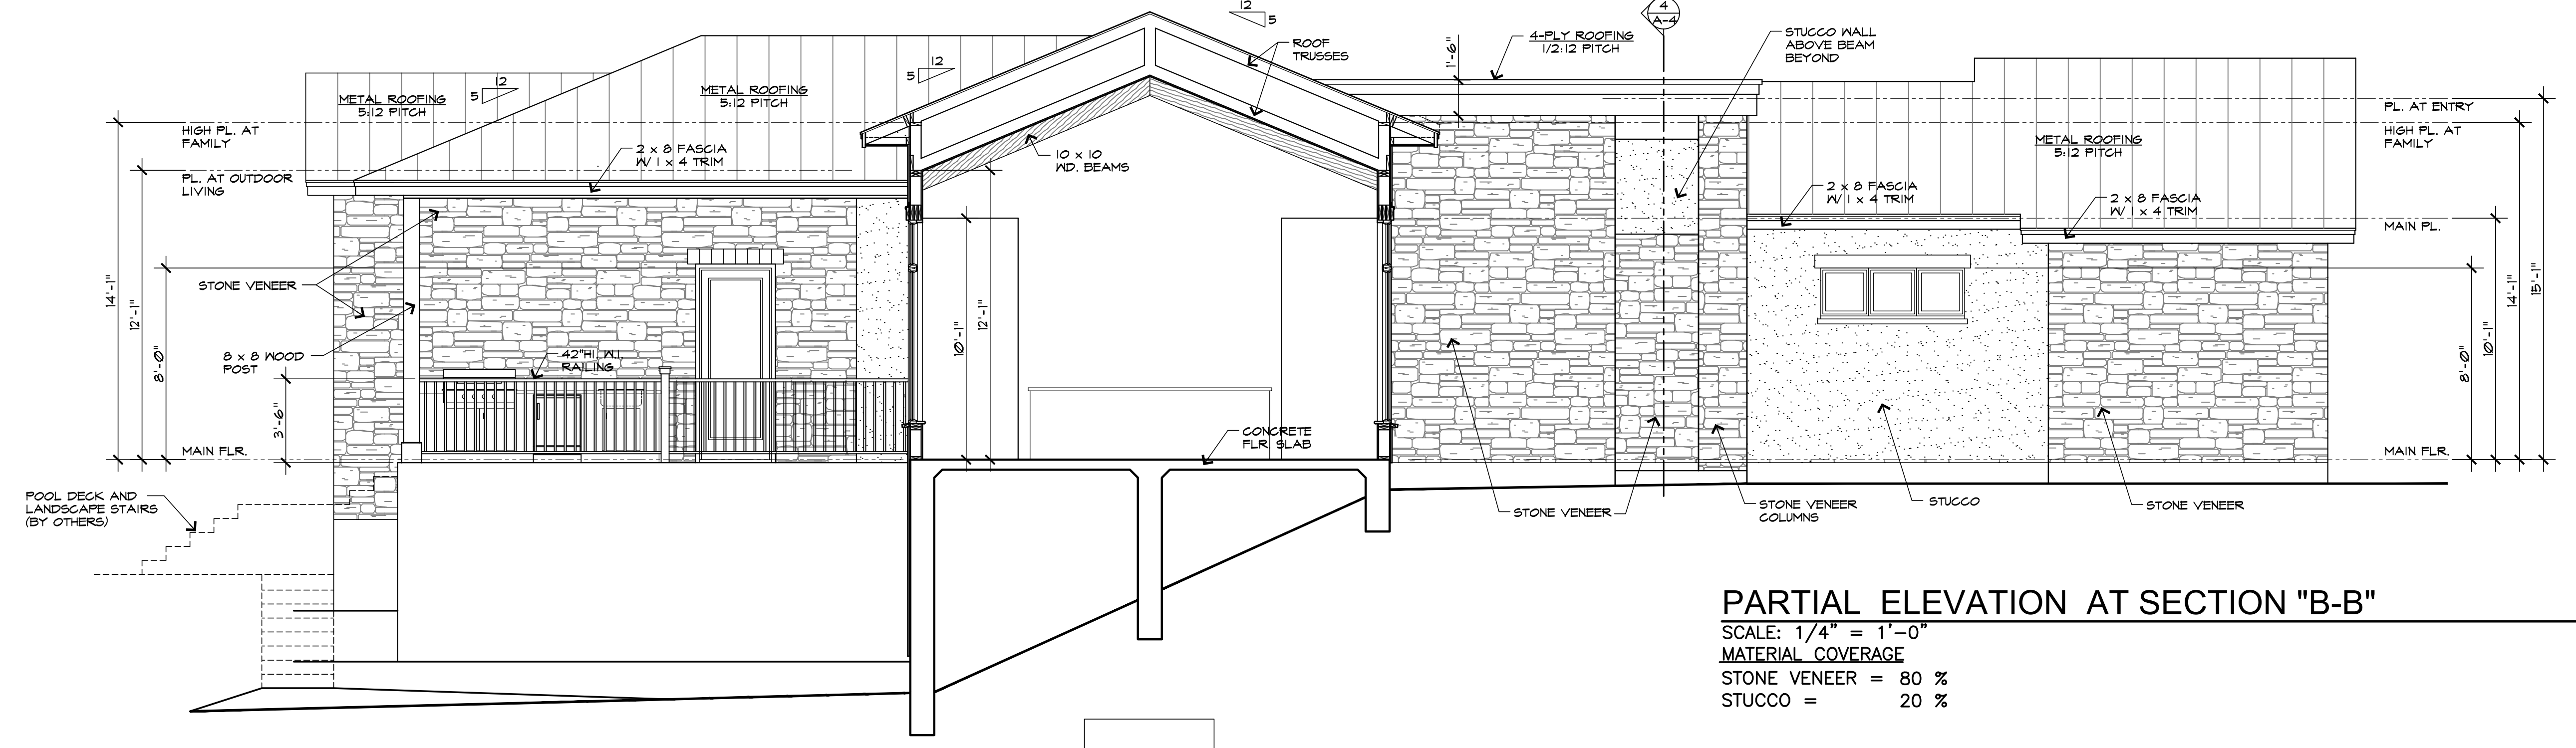 12
5
4
A-4
ROOF
TRUSSES
1'-6"
4-PLY ROOFING
1/2:12 PITCH
STUCCO WALL
ABOVE BEAM
BEYOND
12
5
12
5
METAL ROOFING
5:12 PITCH
METAL ROOFING
5:12 PITCH
HIGH PL. AT
FAMILY
2 x 8 FASCIA
W/ 1 x 4 TRIM
10 x 10
WD. BEAMS
PL. AT OUTDOOR
LIVING
PL. AT ENTRY
HIGH PL. AT
FAMILY
METAL ROOFING
5:12 PITCH
2 x 8 FASCIA
W/ 1 x 4 TRIM
2 x 8 FASCIA
W/ 1 x 4 TRIM
MAIN PL.
14'-1"
12'-1"
8'-0"
3'-6"
STONE VENEER
8 x 8 WOOD
POST
42"HI. W.I.
RAILING
10'-1"
12'-1"
8'-0"
10'-1"
14'-1"
15'-1"
MAIN FLR.
CONCRETE
FLR. SLAB
MAIN FLR.
POOL DECK AND
LANDSCAPE STAIRS
(BY OTHERS)
STONE VENEER
STONE VENEER
COLUMNS
STUCCO
STONE VENEER
PARTIAL ELEVATION AT SECTION "B-B"
SCALE: 1/4" = 1'-0"
MATERIAL COVERAGE
STONE VENEER = 80 %
STUCCO = 20 %